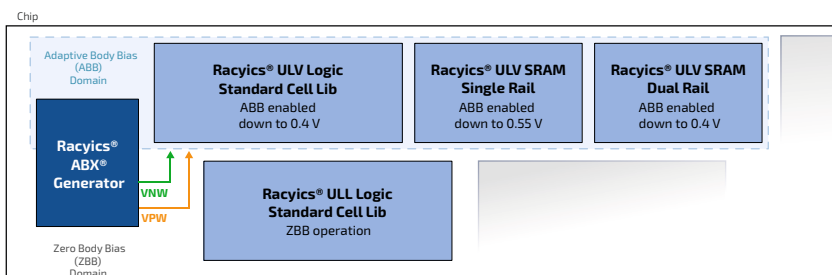 Chip
Adaptive Body Bias
(ABB)
Domain
Racyics® ULV Logic
Standard Cell Lib
ABB enabled
down to 0.4 V
Racyics® ULV SRAM
Single Rail
ABB enabled
down to 0.55 V
Racyics® ULV SRAM
Dual Rail
ABB enabled
down to 0.4 V
Racyics®
ABX®
Generator
VNW
VPW
Racyics® ULL Logic
Standard Cell Lib
ZBB operation
Zero Body Bias
(ZBB)
Domain